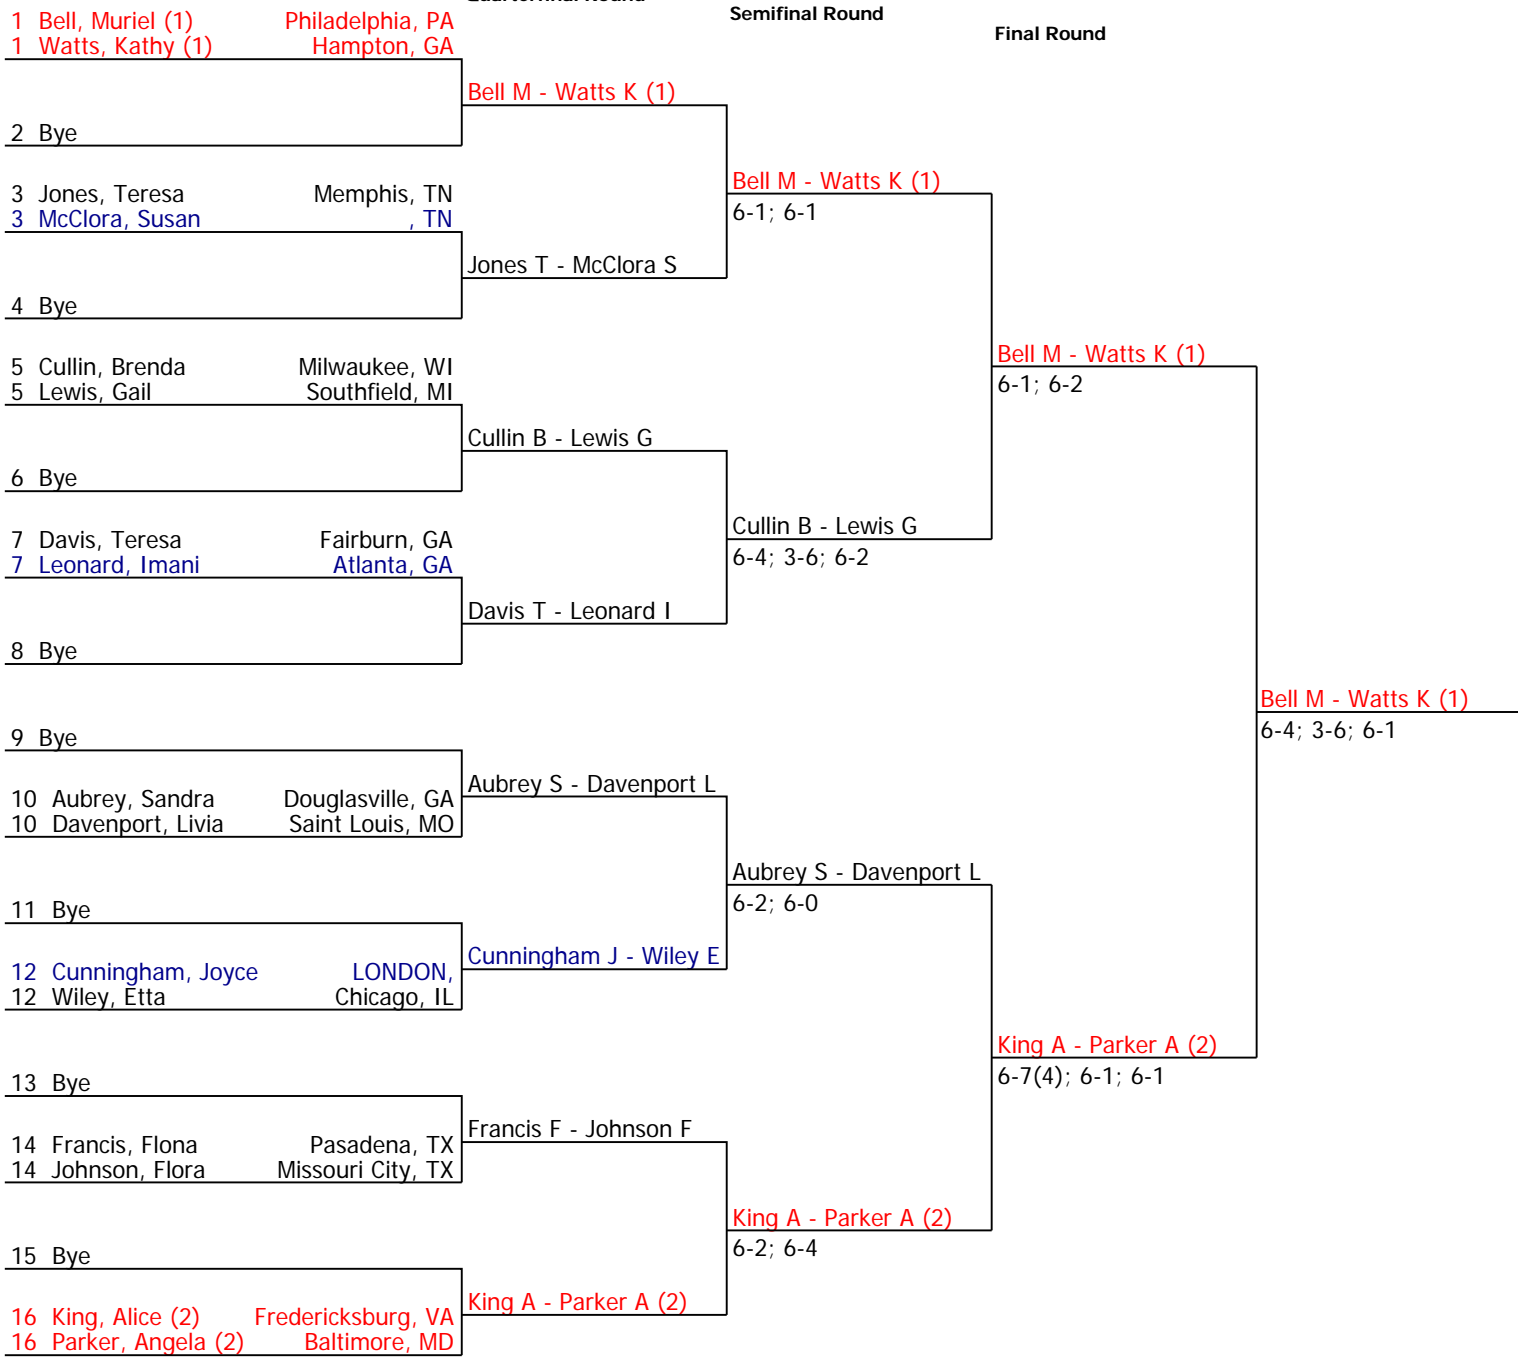 Semifinal Round
Final Round
1 Bell, Muriel (1) Philadelphia, PA
1 Watts, Kathy (1) Hampton, GA
Bell M - Watts K (1)
2 Bye
Bell M - Watts K (1)
6-1; 6-1
3 Jones, Teresa Memphis, TN
3 McClora, Susan , TN
Jones T - McClora S
4 Bye
Bell M - Watts K (1)
6-1; 6-2
5 Cullin, Brenda Milwaukee, WI
5 Lewis, Gail Southfield, MI
Cullin B - Lewis G
6 Bye
Cullin B - Lewis G
6-4; 3-6; 6-2
7 Davis, Teresa Fairburn, GA
7 Leonard, Imani Atlanta, GA
Davis T - Leonard I
8 Bye
Bell M - Watts K (1)
6-4; 3-6; 6-1
9 Bye
Aubrey S - Davenport L
10 Aubrey, Sandra Douglasville, GA
10 Davenport, Livia Saint Louis, MO
Aubrey S - Davenport L
6-2; 6-0
11 Bye
Cunningham J - Wiley E
12 Cunningham, Joyce LONDON,
12 Wiley, Etta Chicago, IL
King A - Parker A (2)
6-7(4); 6-1; 6-1
13 Bye
Francis F - Johnson F
14 Francis, Flona Pasadena, TX
14 Johnson, Flora Missouri City, TX
King A - Parker A (2)
6-2; 6-4
15 Bye
King A - Parker A (2)
16 King, Alice (2) Fredericksburg, VA
16 Parker, Angela (2) Baltimore, MD